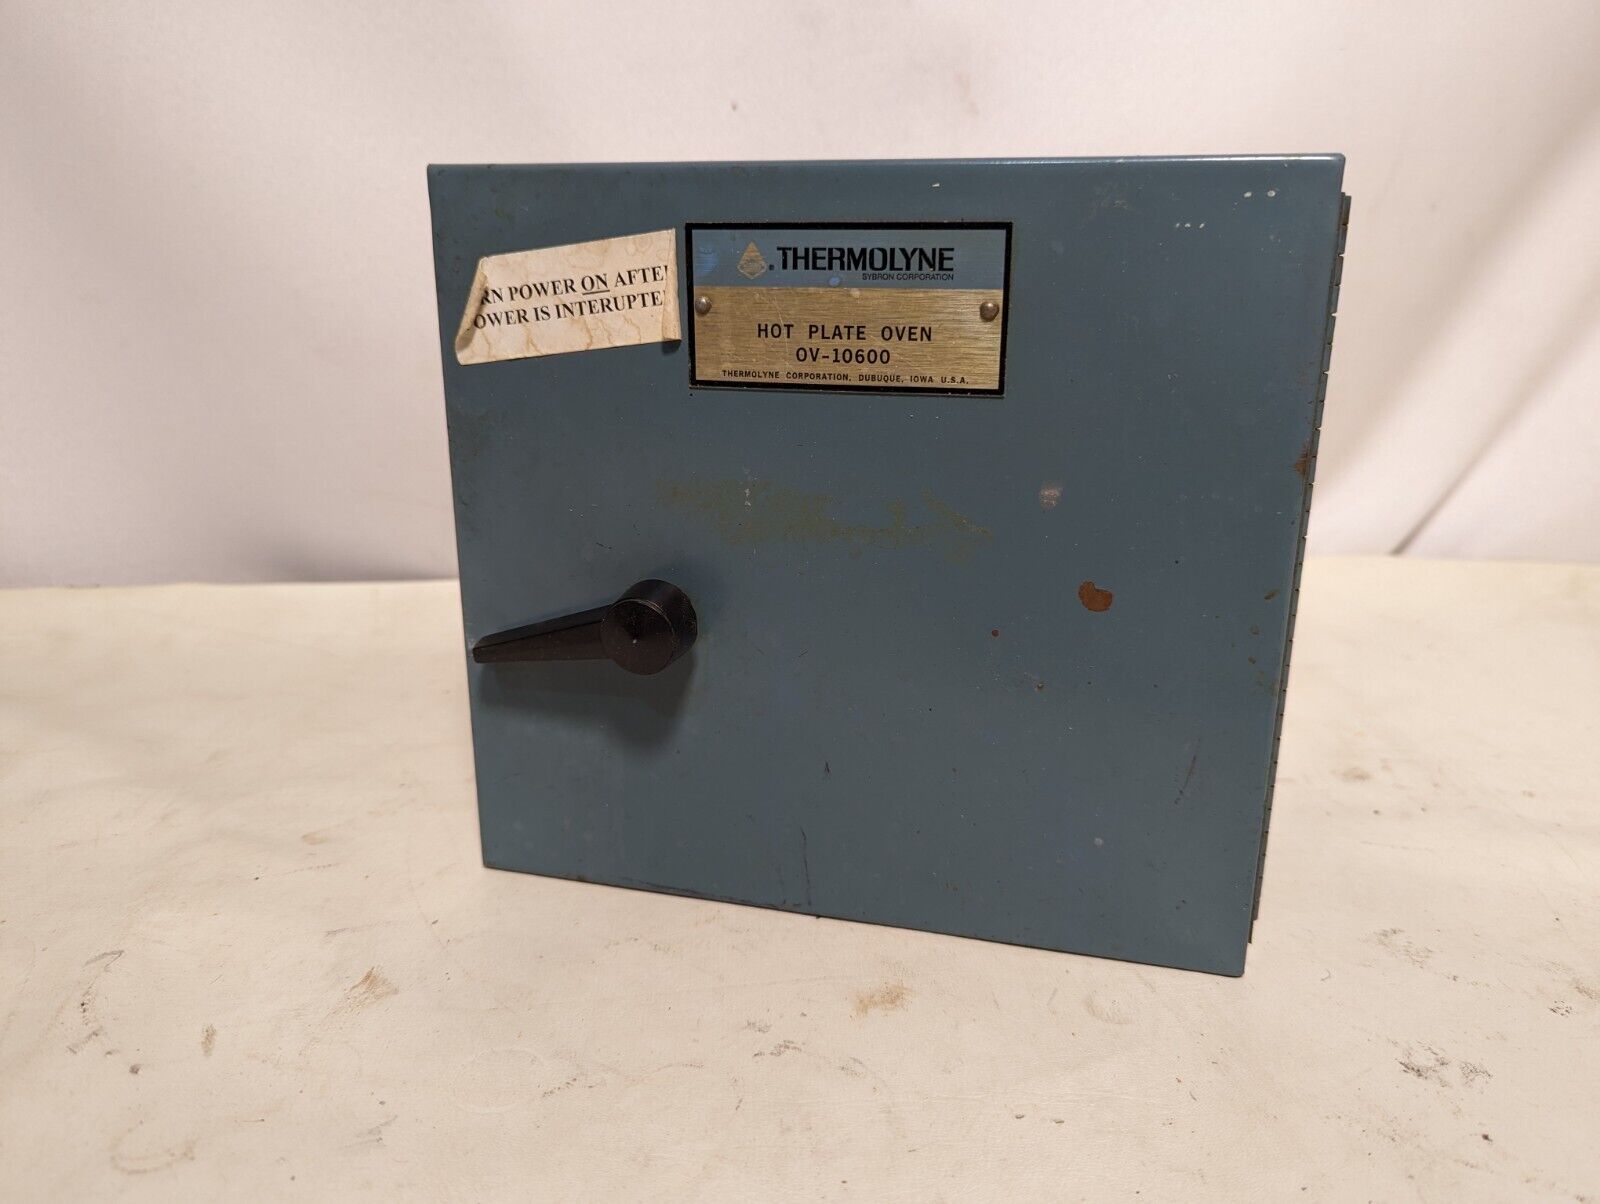 RN POWER ON AFTE
OWER IS INTERUPTE
THERMOLYNE
SYBRON CORPORATION
HOT PLATE OVEN
OV-10600
THERMOLYNE CORPORATION, DUBUQUE, IOWA U.S.A.